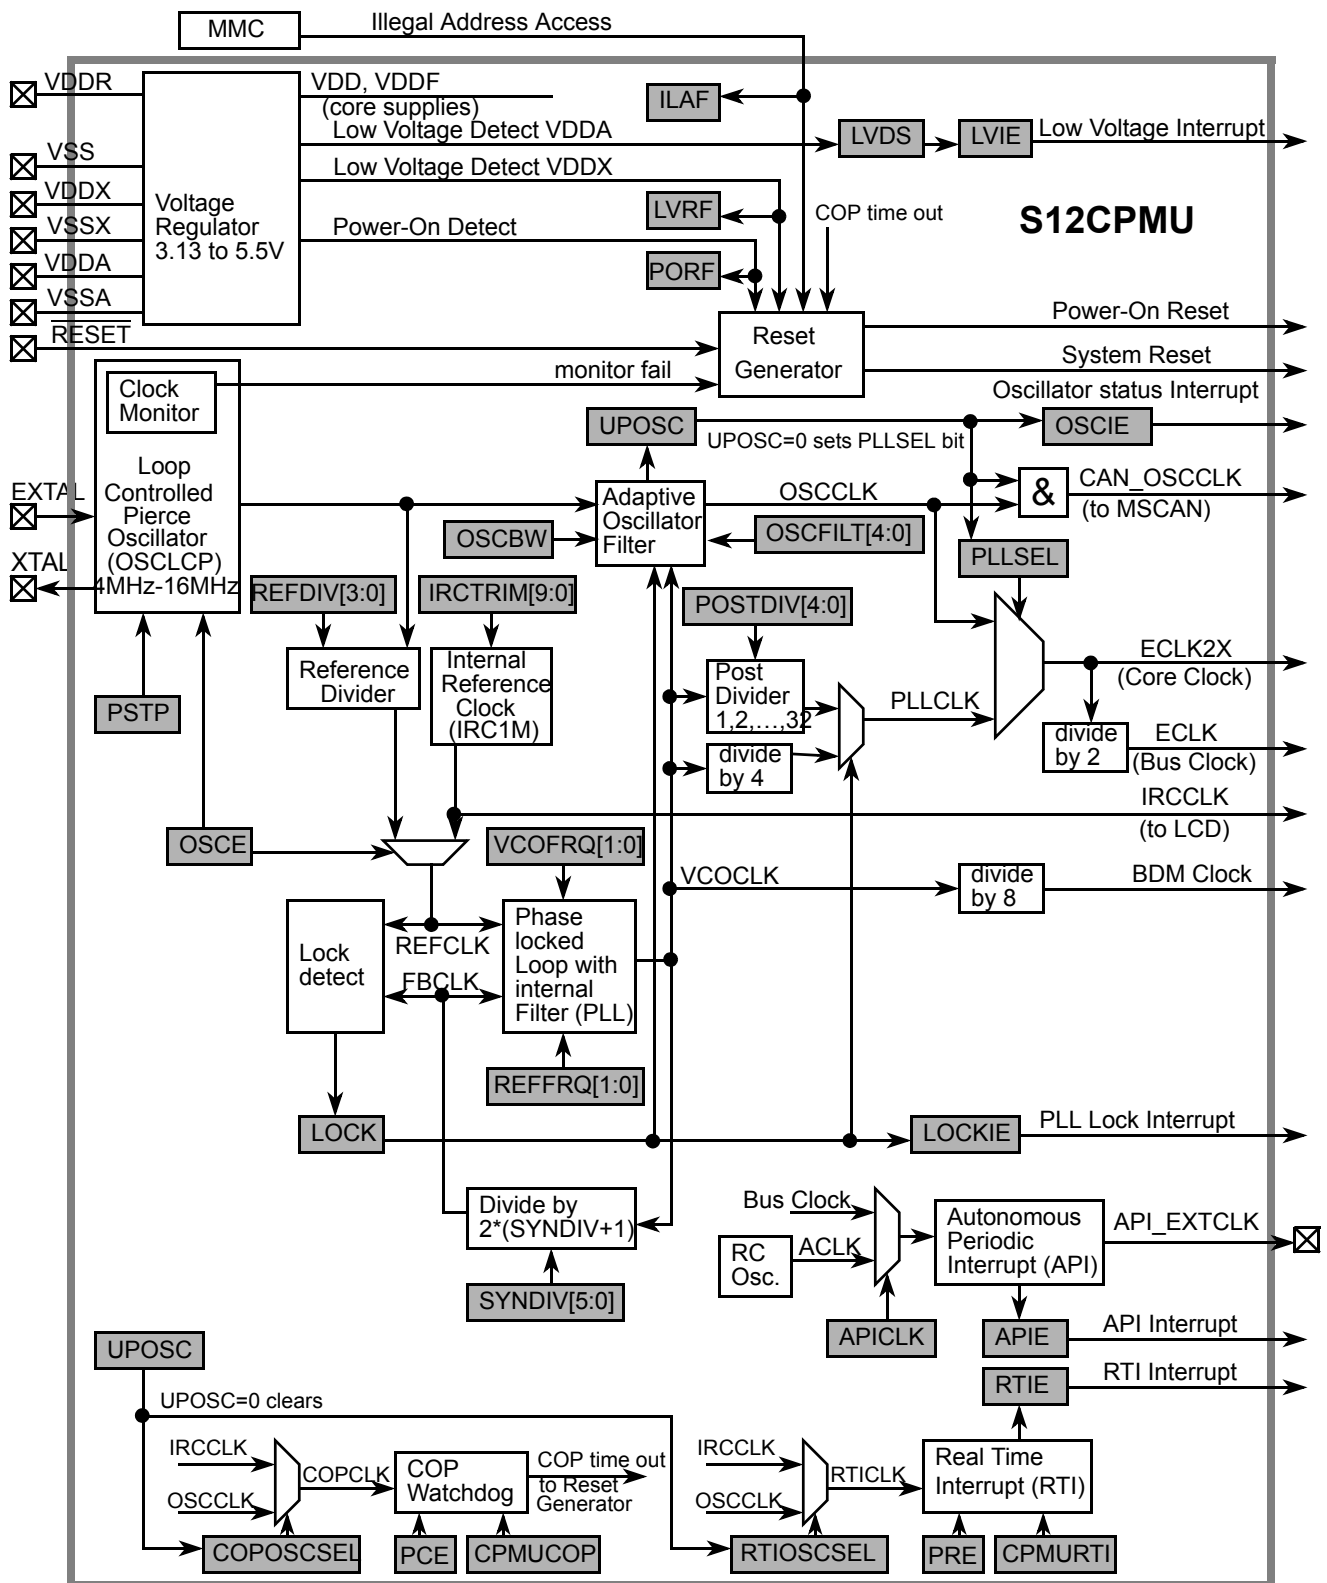 MMC
Illegal Address Access
VDDR
VDD, VDDF
(core supplies)
ILAF
Low Voltage Detect VDDA
LVDS
LVIE
Low Voltage Interrupt
VSS
Low Voltage Detect VDDX
VDDX
Voltage
Regulator
3.13 to 5.5V
LVRF
COP time out
S12CPMU
VSSX
Power-On Detect
VDDA
PORF
VSSA
RESET
Reset
Generator
Power-On Reset
System Reset
monitor fail
Clock
Monitor
Oscillator status Interrupt
UPOSC
UPOSC=0 sets PLLSEL bit
OSCIE
Loop
Controlled
Pierce
Oscillator
(OSCLCP)
4MHz-16MHz
EXTAL
XTAL
Adaptive
Oscillator
Filter
OSCCLK
&
CAN_OSCCLK
(to MSCAN)
OSCBW
OSCFILT[4:0]
PLLSEL
REFDIV[3:0]
IRCTRIM[9:0]
POSTDIV[4:0]
Reference
Divider
Internal
Reference
Clock
(IRC1M)
Post
Divider
1,2,…,32
PLLCLK
ECLK2X
(Core Clock)
PSTP
divide
by 4
divide
by 2
ECLK
(Bus Clock)
IRCCLK
(to LCD)
OSCE
VCOFRQ[1:0]
VCOCLK
divide
by 8
BDM Clock
Lock
detect
REFCLK
FBCLK
Phase
locked
Loop with
internal
Filter (PLL)
REFFRQ[1:0]
LOCK
LOCKIE
PLL Lock Interrupt
Divide by
2*(SYNDIV+1)
SYNDIV[5:0]
Bus Clock
RC
Osc.
ACLK
Autonomous
Periodic
Interrupt (API)
API_EXTCLK
APICLK
APIE
API Interrupt
UPOSC
RTIE
RTI Interrupt
UPOSC=0 clears
IRCCLK
OSCCLK
COPCLK
COP
Watchdog
COP time out
to Reset
Generator
IRCCLK
OSCCLK
RTICLK
Real Time
Interrupt (RTI)
COPOSCSEL
PCE
CPMUCOP
RTIOSCSEL
PRE
CPMURTI